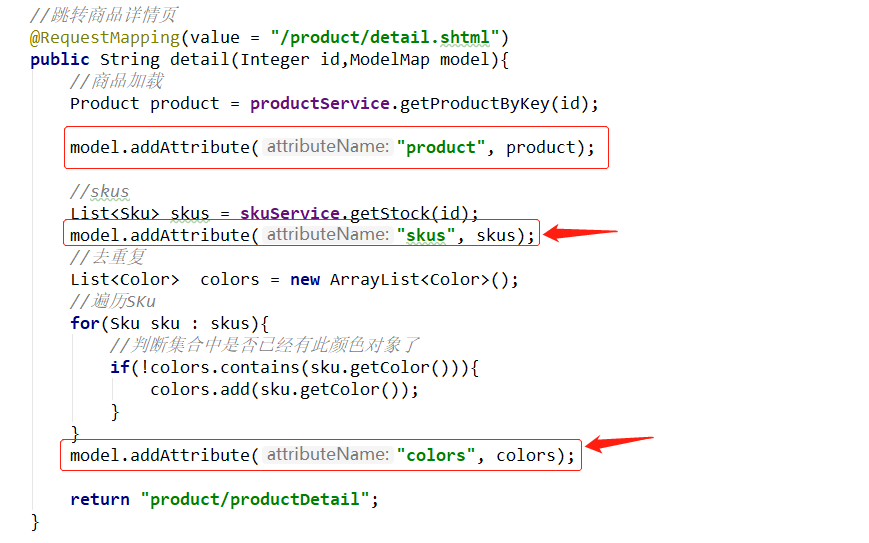 //跳转商品详情页
@RequestMapping(value = "/product/detail.shtml")
public String detail(Integer id,ModelMap model){
//商品加载
Product product = productService.getProductByKey(id);
model.addAttribute( attributeName: "product", product);
//skus
List<Sku> skus = skuService.getStock(id);
model.addAttribute( attributeName: "skus", skus);
//去重复
List<Color>  colors = new ArrayList<Color>();
//遍历SKu
for(Sku sku : skus){
//判断集合中是否已经有此颜色对象了
if(!colors.contains(sku.getColor())){
colors.add(sku.getColor());
}
}
model.addAttribute( attributeName: "colors", colors);
return "product/productDetail";
}